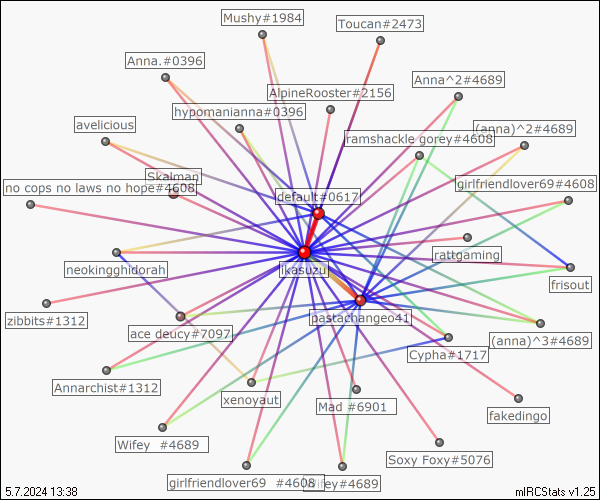 Mushy#1984
Toucan#2473
Anna.#0396
Anna^2#4689
AlpineRooster#2156
hypomanianna#0396
avelicious
(anna)^2#4689
ramshackle gorey#4608
Skalman
no cops no laws no hope#4608
girlfriendlover69#4608
default#0617
rattgaming
neokingghidorah
ikasuzu
frisout
zibbits#1312
pastachangeo41
ace deucy#7097
(anna)^3#4689
Cypha#1717
Annarchist#1312
xenoyaut
Mad #6901
fakedingo
Wifey #4689
Soxy Foxy#5076
girlfriendlover69 #4608
Wifey#4689
5.7.2024 13:38
mIRCStats v1.25